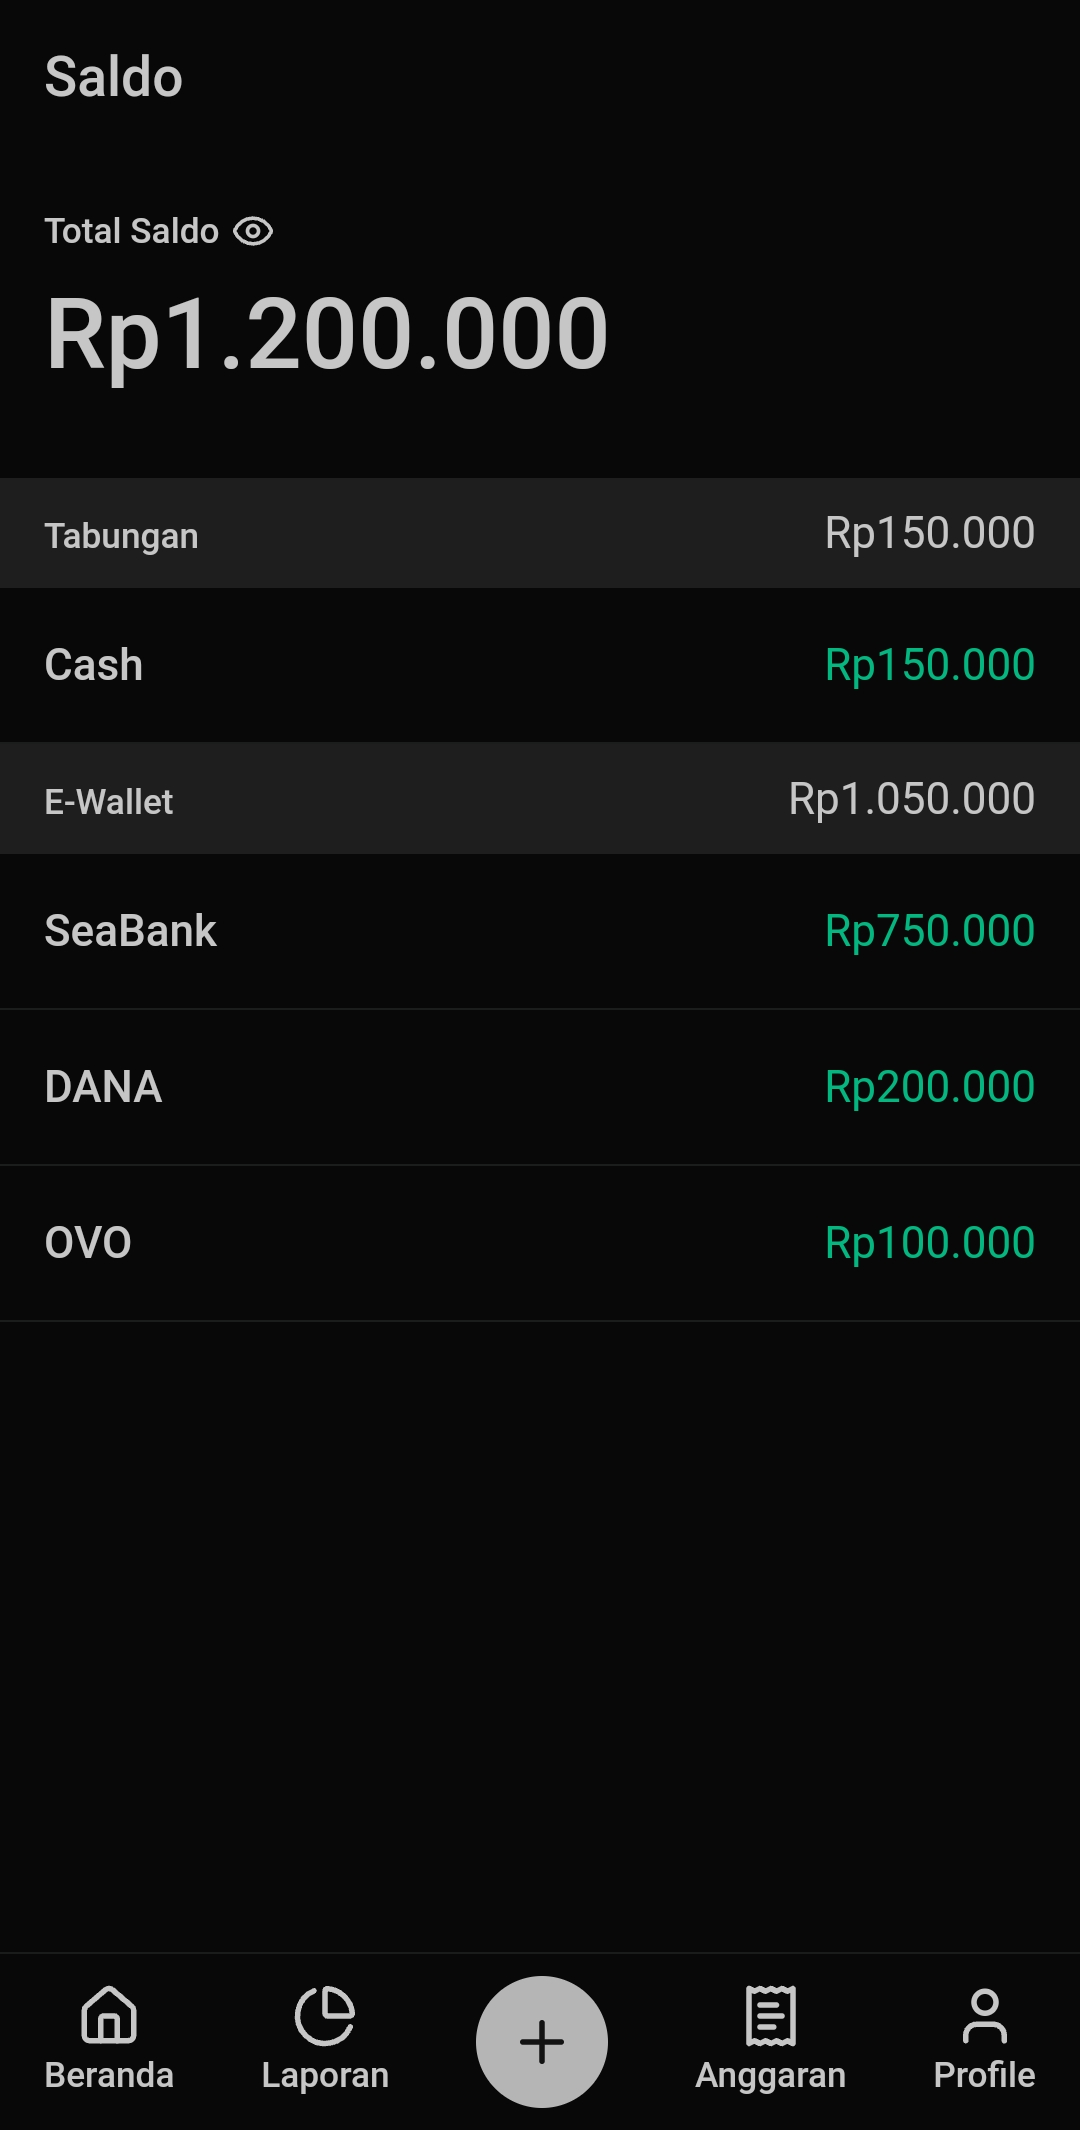 Saldo
Total Saldo
Rp1.200.000
Tabungan Rp150.000
Cash Rp150.000
E-Wallet Rp1.050.000
SeaBank Rp750.000
DANA Rp200.000
OVO Rp100.000
Beranda Laporan Anggaran Profile